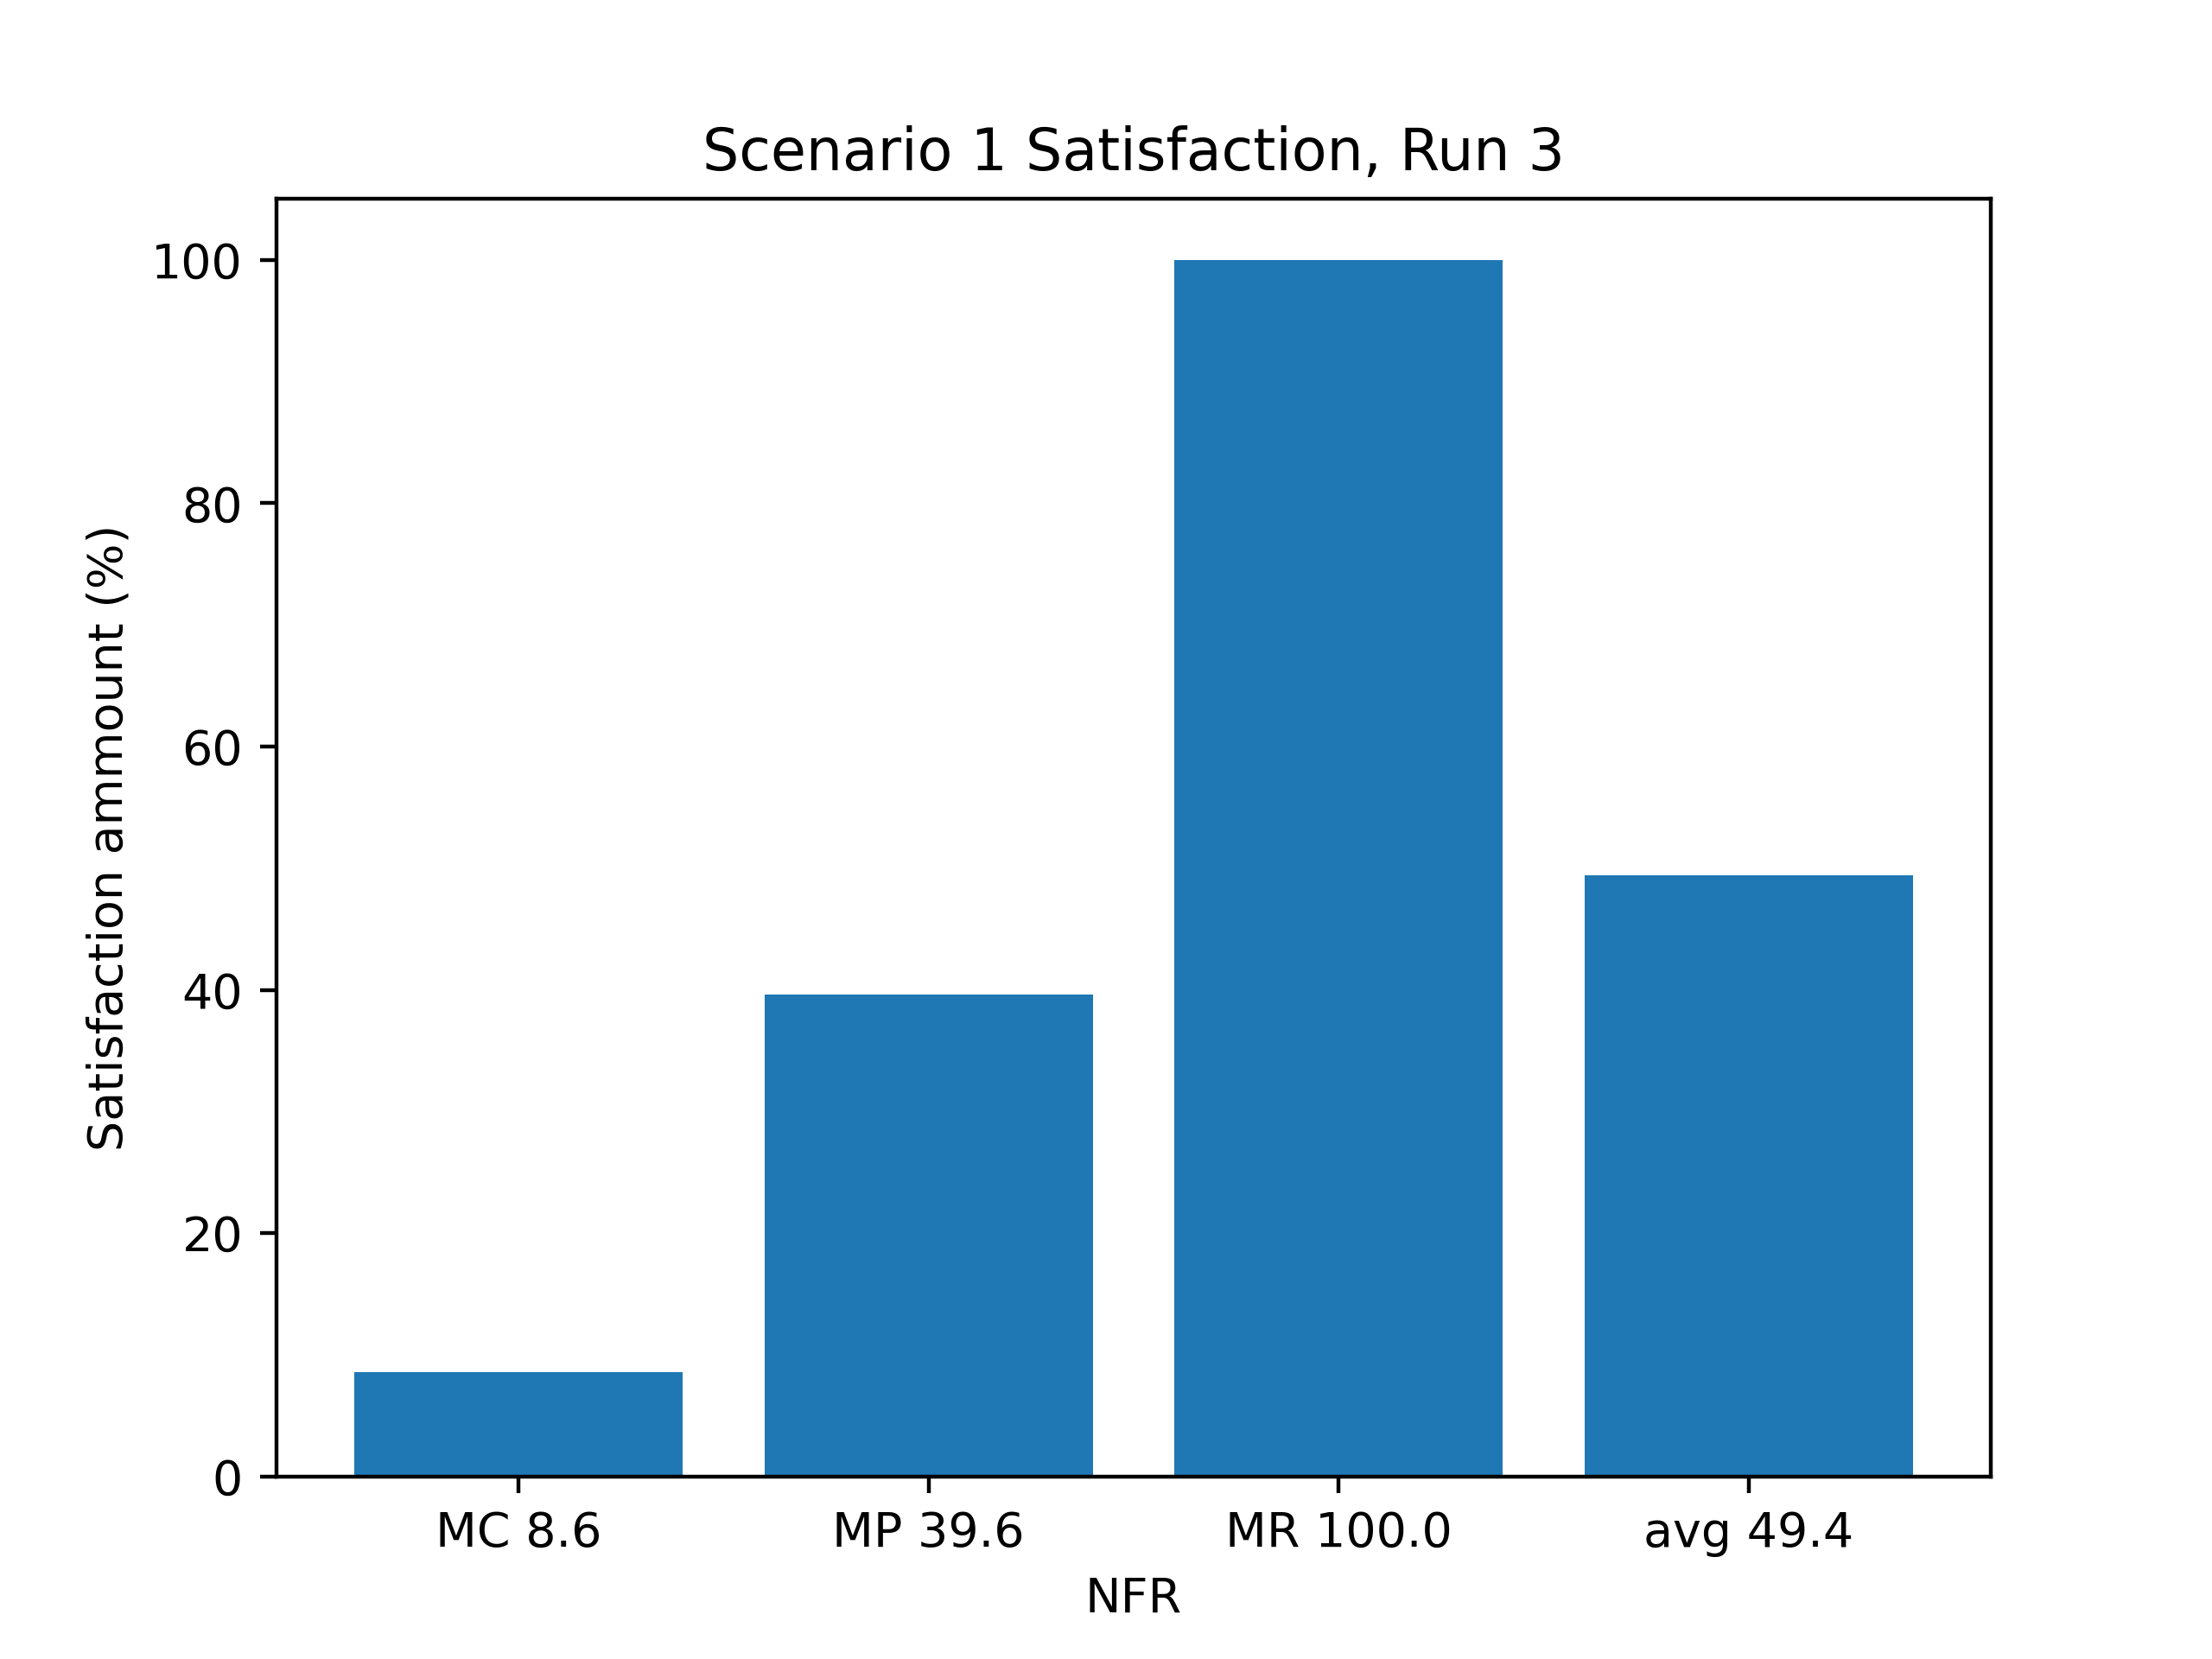 Scenario 1 Satisfaction, Run 3
100
80
60
40
20
0
Satisfaction ammount (%)
MC 8.6
MP 39.6
MR 100.0
avg 49.4
NFR